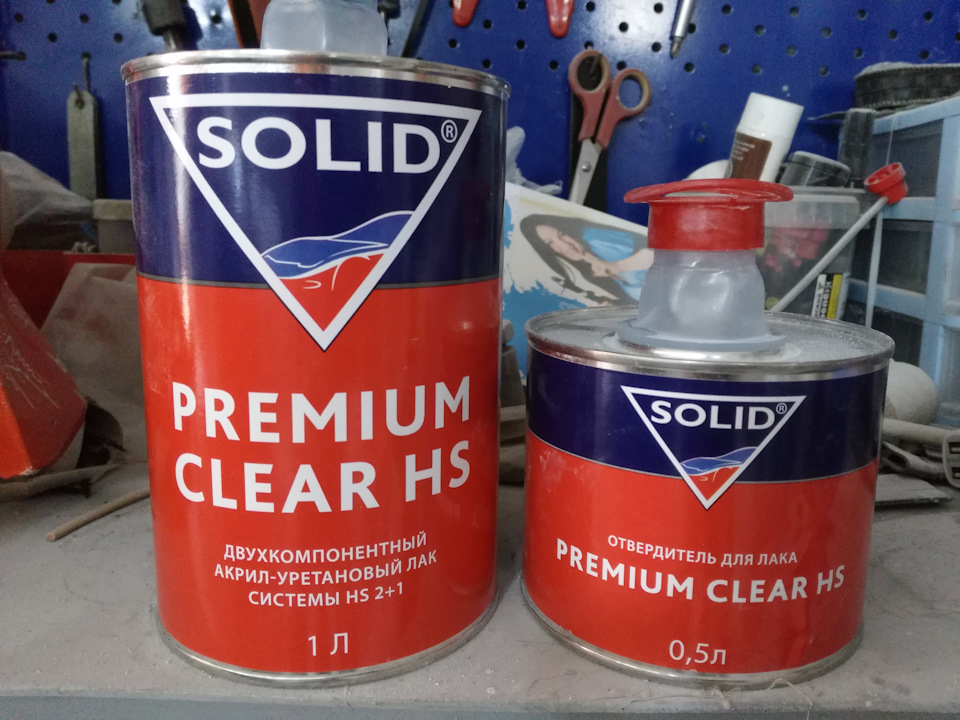 SOLID®
PREMIUM
CLEAR HS
ДВУХКОМПОНЕНТНЫЙ
АКРИЛ-УРЕТАНОВЫЙ ЛАК
СИСТЕМЫ HS 2+1
1 Л
SOLID®
ОТВЕРДИТЕЛЬ ДЛЯ ЛАКА
PREMIUM CLEAR HS
0,5л